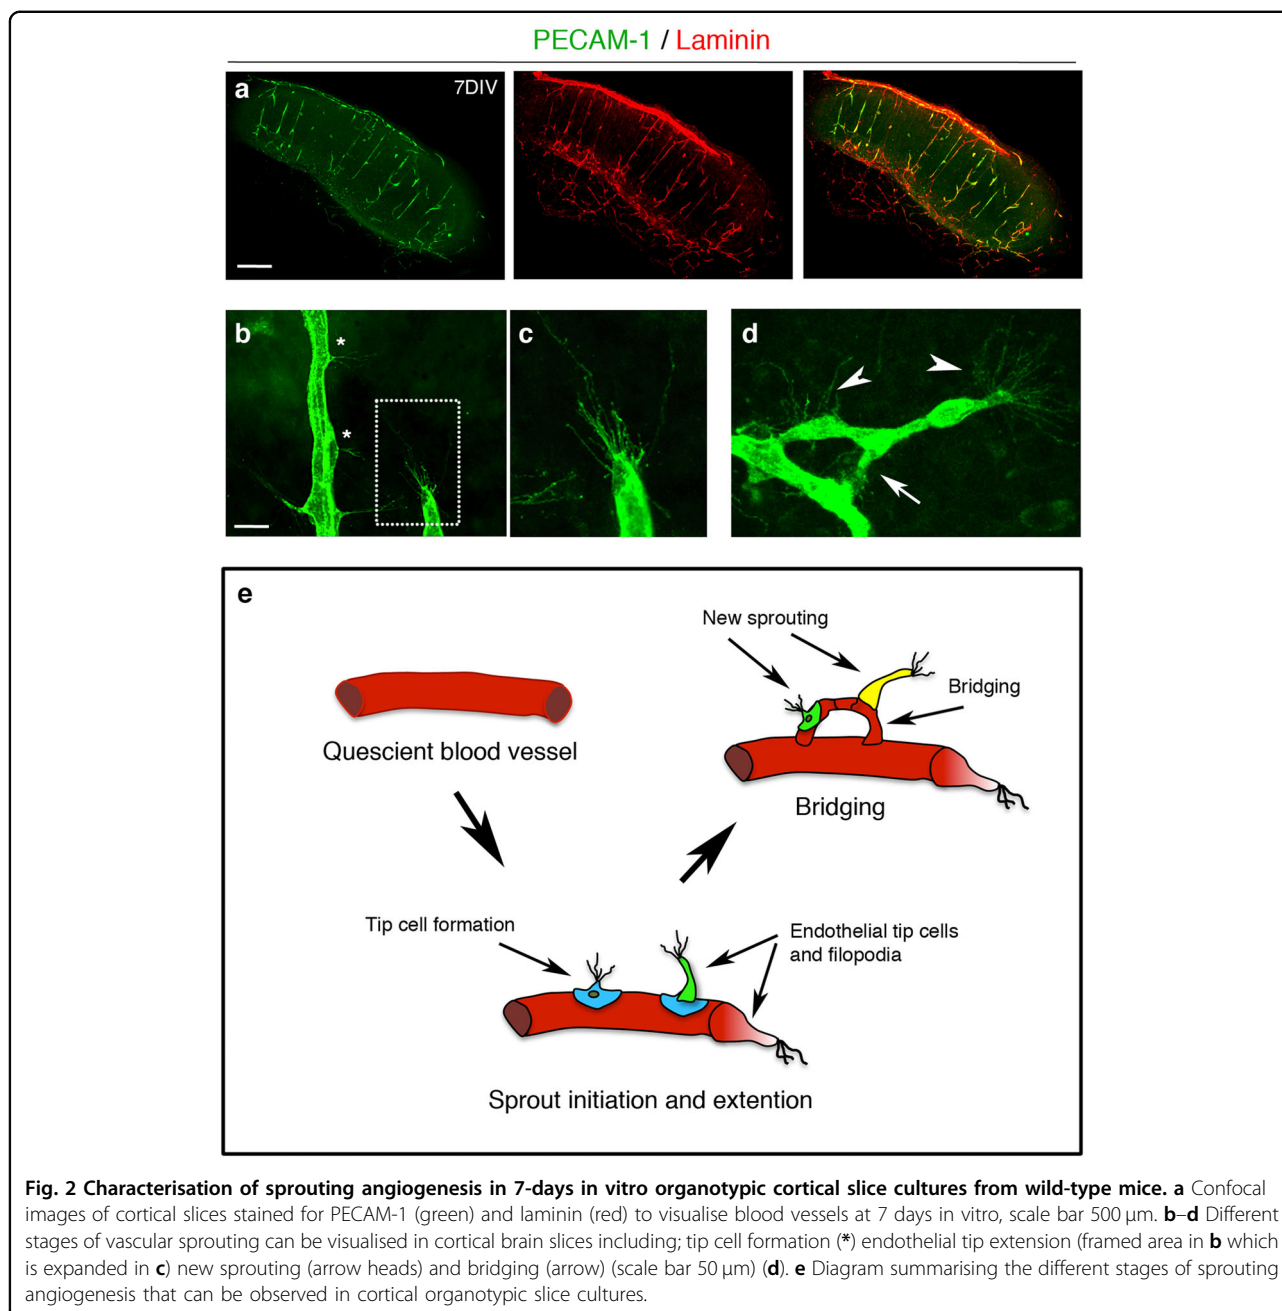 PECAM-1 / Laminin
a
7DIV
b
*
*
c
d
e
New sprouting
Bridging
Quescient blood vessel
Bridging
Tip cell formation
Endothelial tip cells
and filopodia
Sprout initiation and extention
Fig. 2 Characterisation of sprouting angiogenesis in 7-days in vitro organotypic cortical slice cultures from wild-type mice. a Confocal
images of cortical slices stained for PECAM-1 (green) and laminin (red) to visualise blood vessels at 7 days in vitro, scale bar 500 μm. b–d Different
stages of vascular sprouting can be visualised in cortical brain slices including; tip cell formation (*) endothelial tip extension (framed area in b which
is expanded in c) new sprouting (arrow heads) and bridging (arrow) (scale bar 50 μm) (d). e Diagram summarising the different stages of sprouting
angiogenesis that can be observed in cortical organotypic slice cultures.